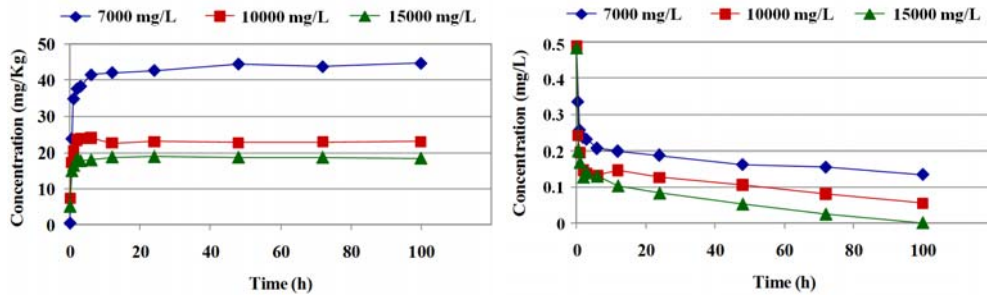 7000 mg/L 10000 mg/L 15000 mg/L
Concentration (mg/Kg)
50
40
30
20
10
0
0 20 40 60 80 100
Time (h)
7000 mg/L 10000 mg/L 15000 mg/L
Concentration (mg/L)
0.5
0.4
0.3
0.2
0.1
0
0 20 40 60 80 100
Time (h)